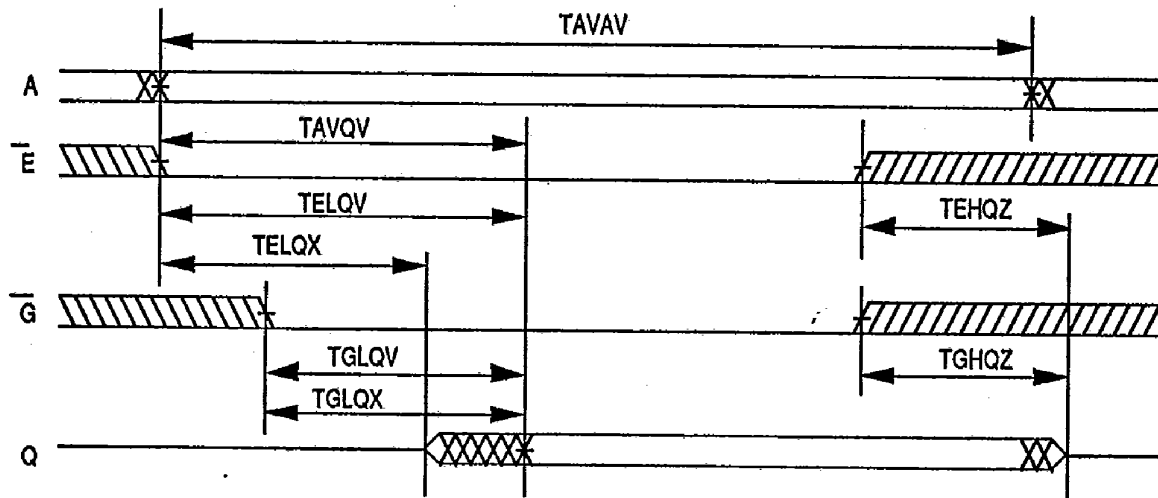 TAVAV
A
TAVQV
E
TELQV
TEHQZ
TELQX
G
TGLQV
TGHQZ
TGLQX
Q